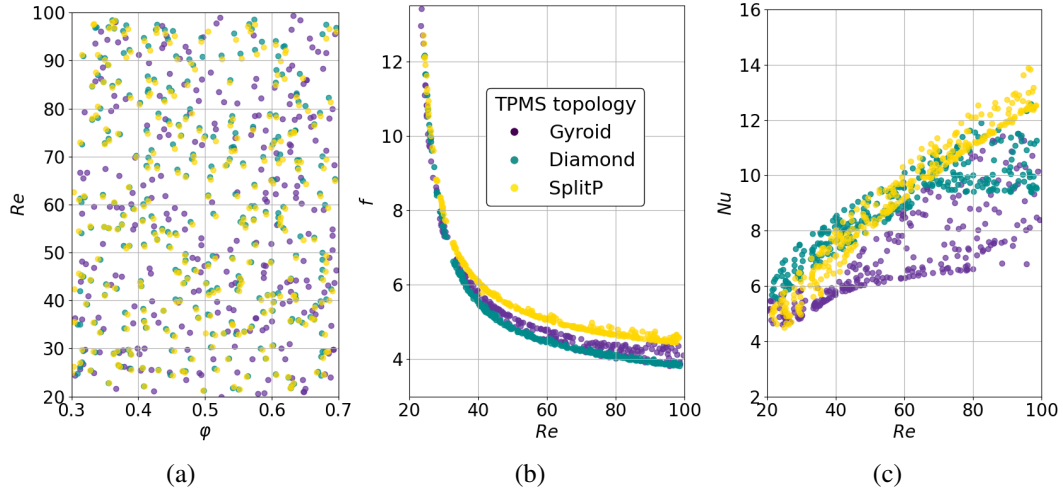 100
90
80
70
60
50
40
30
20
Re
0.3 0.4 0.5 0.6 0.7
φ
(a)
12
10
8
6
4
f
TPMS topology
Gyroid
Diamond
SplitP
20 40 60 80 100
Re
(b)
16
14
12
10
8
6
4
2
Nu
20 40 60 80 100
Re
(c)